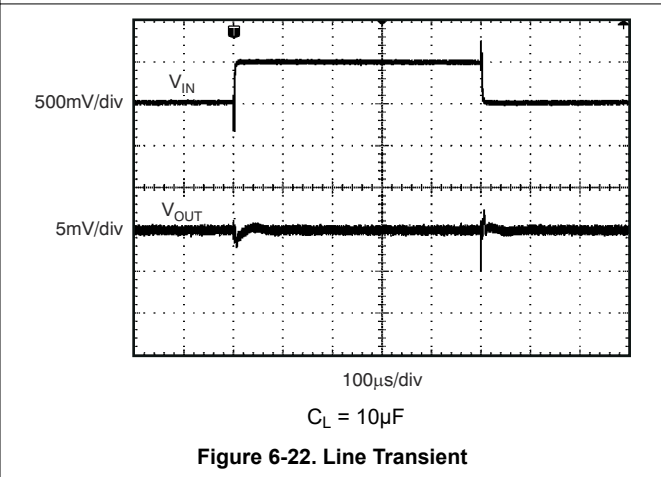 V_IN
500mV/div
V_OUT
5mV/div
100μs/div
C_L = 10μF
Figure 6-22. Line Transient